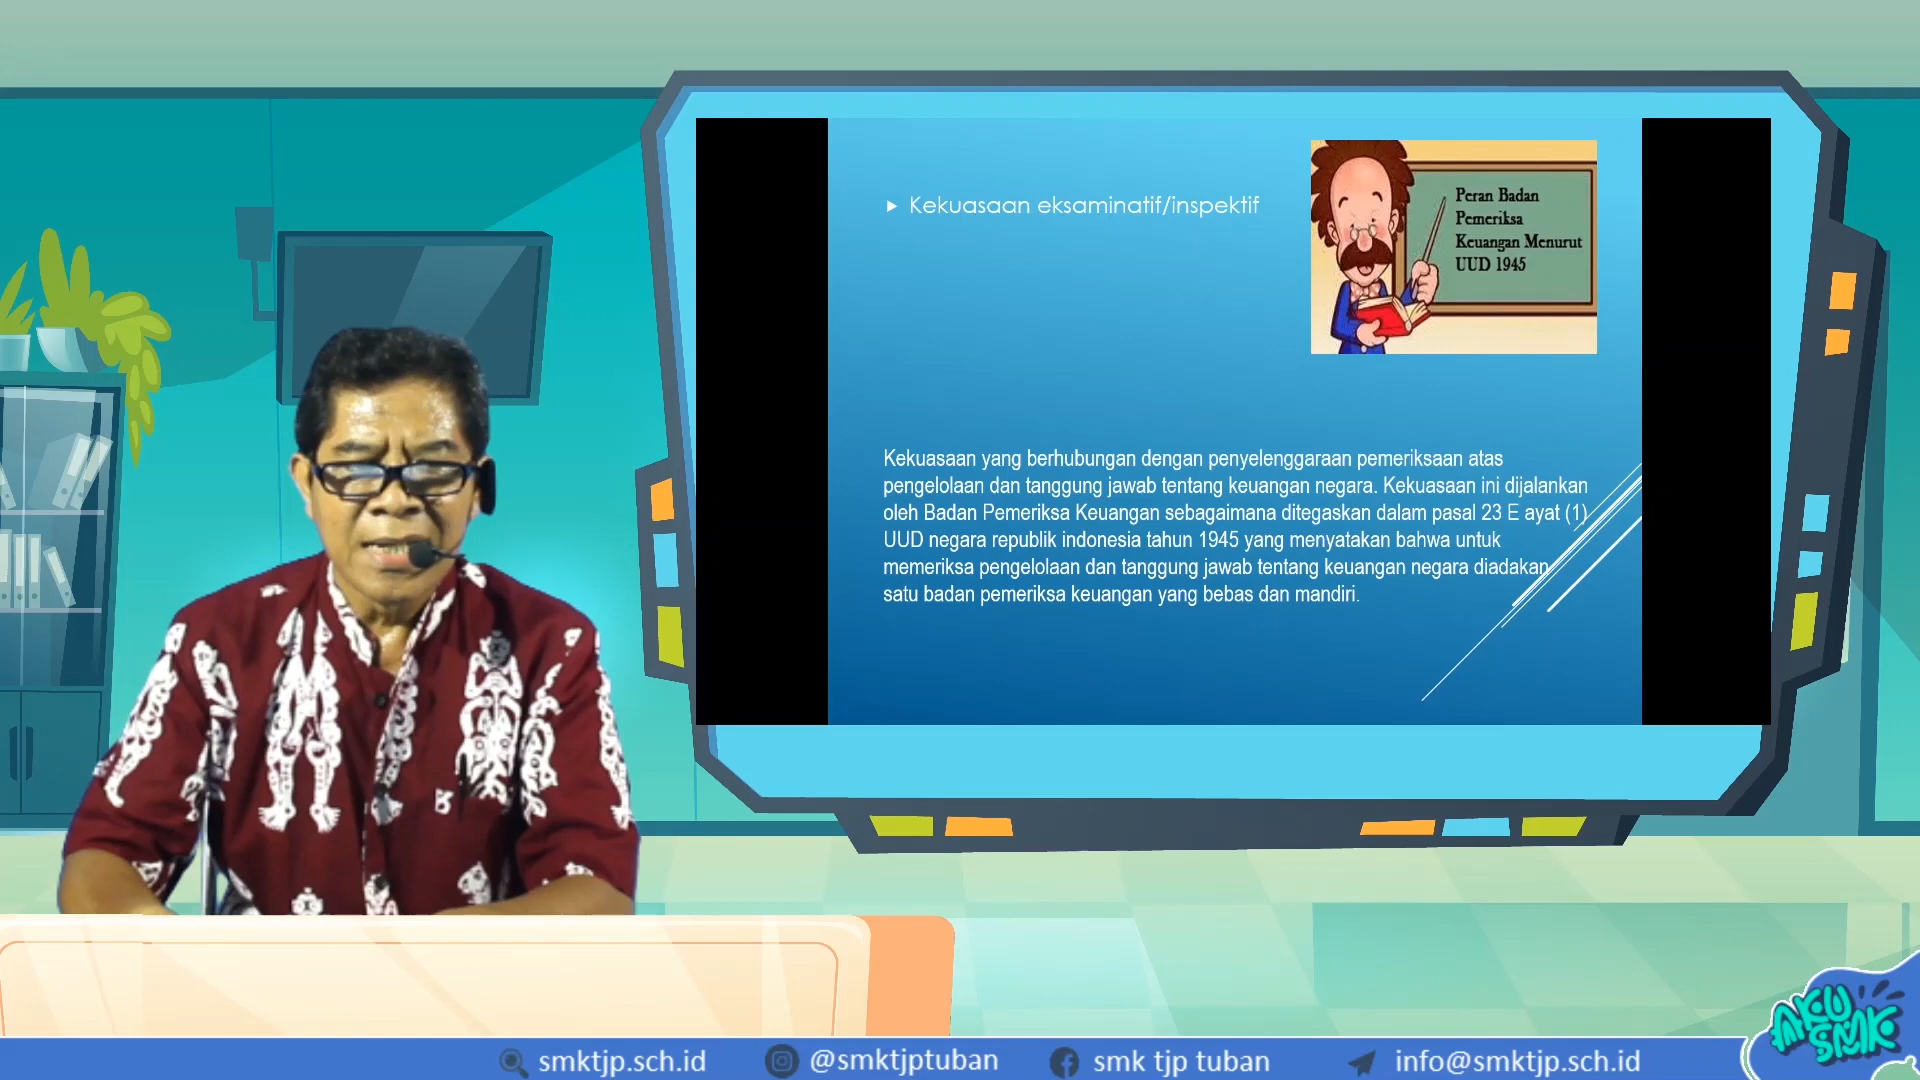 Kekuasaan eksaminatif/inspektif
Peran Badan
Pemeriksa
Keuangan Menurut
UUD 1945
Kekuasaan yang berhubungan dengan penyelenggaraan pemeriksaan atas
pengelolaan dan tanggung jawab tentang keuangan negara. Kekuasaan ini dijalankan
oleh Badan Pemeriksa Keuangan sebagaimana ditegaskan dalam pasal 23 E ayat (1)
UUD negara republik indonesia tahun 1945 yang menyatakan bahwa untuk
memeriksa pengelolaan dan tanggung jawab tentang keuangan negara diadakan
satu badan pemeriksa keuangan yang bebas dan mandiri.
smktjp.sch.id
@smktjptuban
smk tjp tuban
info@smktjp.sch.id
AKU
SMK